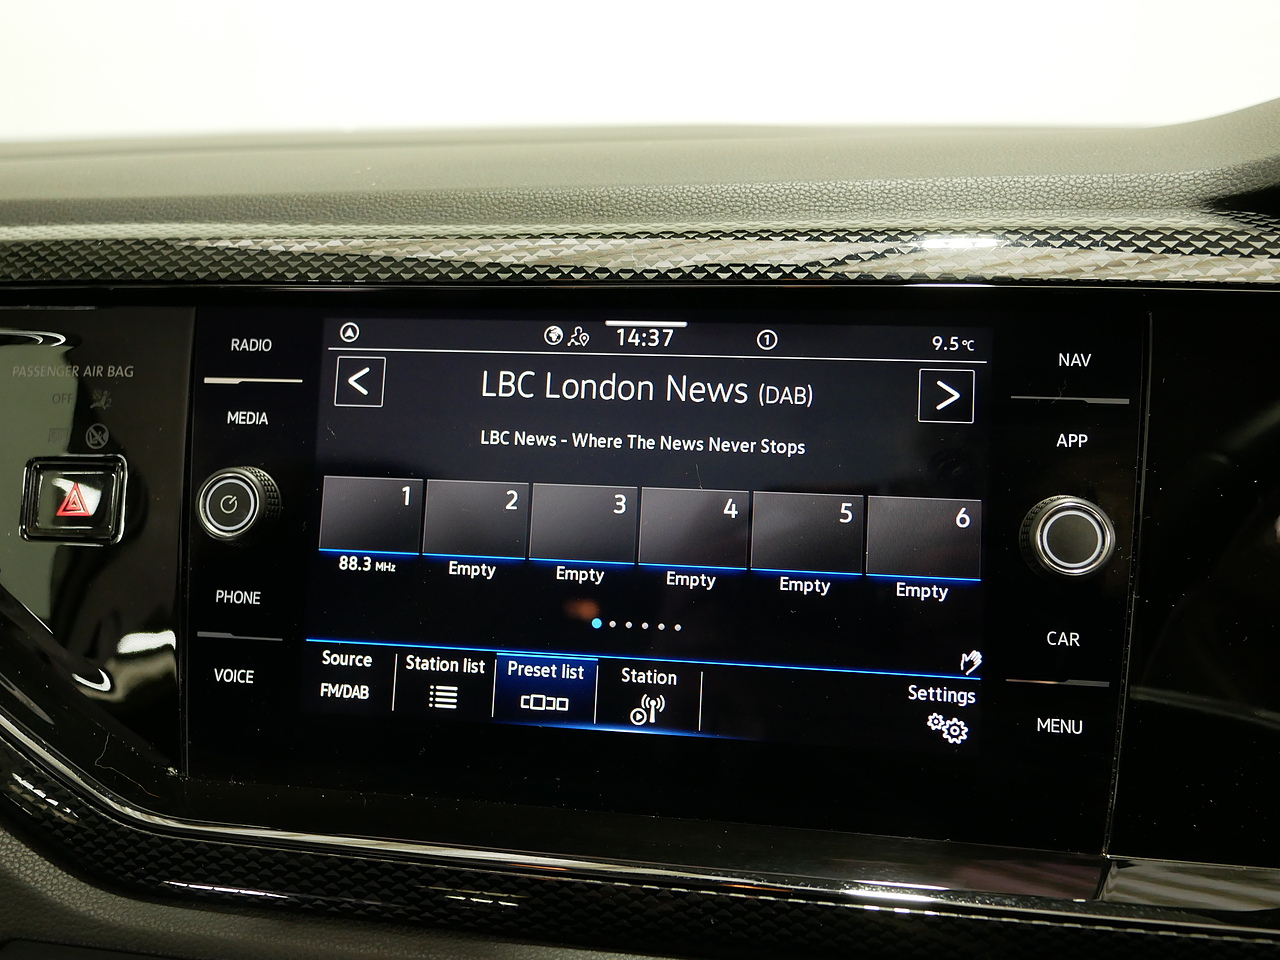 PASSENGER AIR BAG
OFF
RADIO
MEDIA
PHONE
VOICE
14:37
1
9.5°C
<
LBC London News (DAB)
>
LBC News - Where The News Never Stops
1
2
3
4
5
6
88.3 MHz
Empty
Empty
Empty
Empty
Empty
Source
FM/DAB
Station list
Preset list
Station
Settings
NAV
APP
CAR
MENU